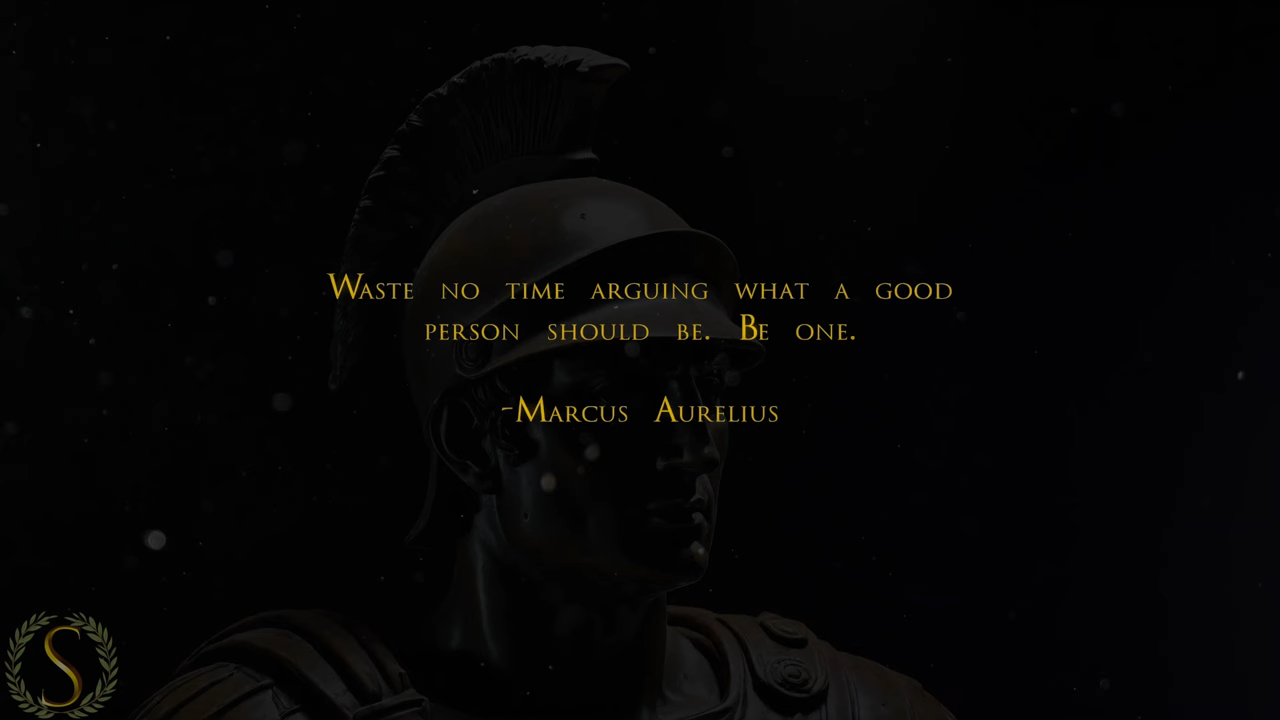 Waste no time arguing what a good
person should be. Be one.
-Marcus Aurelius
S